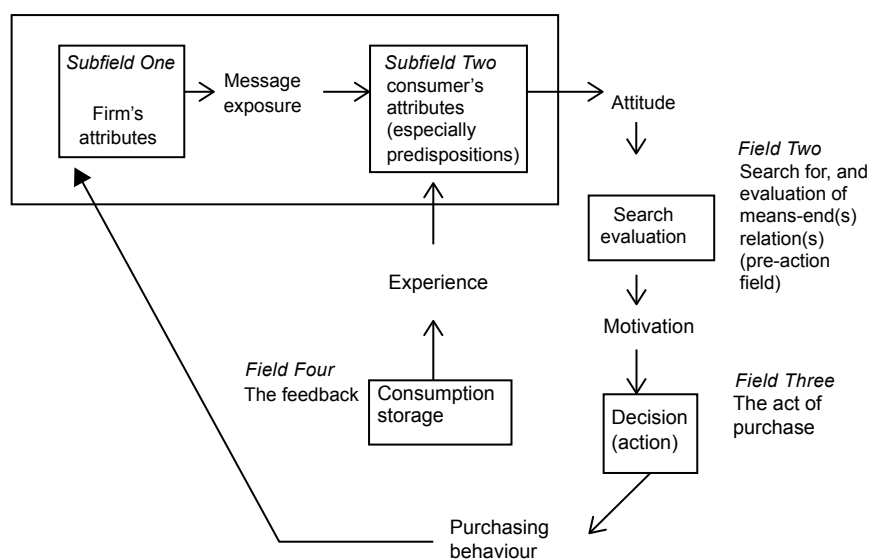 Subfield One
Firm's
attributes
Message
exposure
Subfield Two
consumer's
attributes
(especially
predispositions)
Attitude
Field Two
Search for, and
evaluation of
means-end(s)
relation(s)
(pre-action
field)
Search
evaluation
Experience
Motivation
Field Four
The feedback
Consumption
storage
Field Three
The act of
purchase
Decision
(action)
Purchasing
behaviour